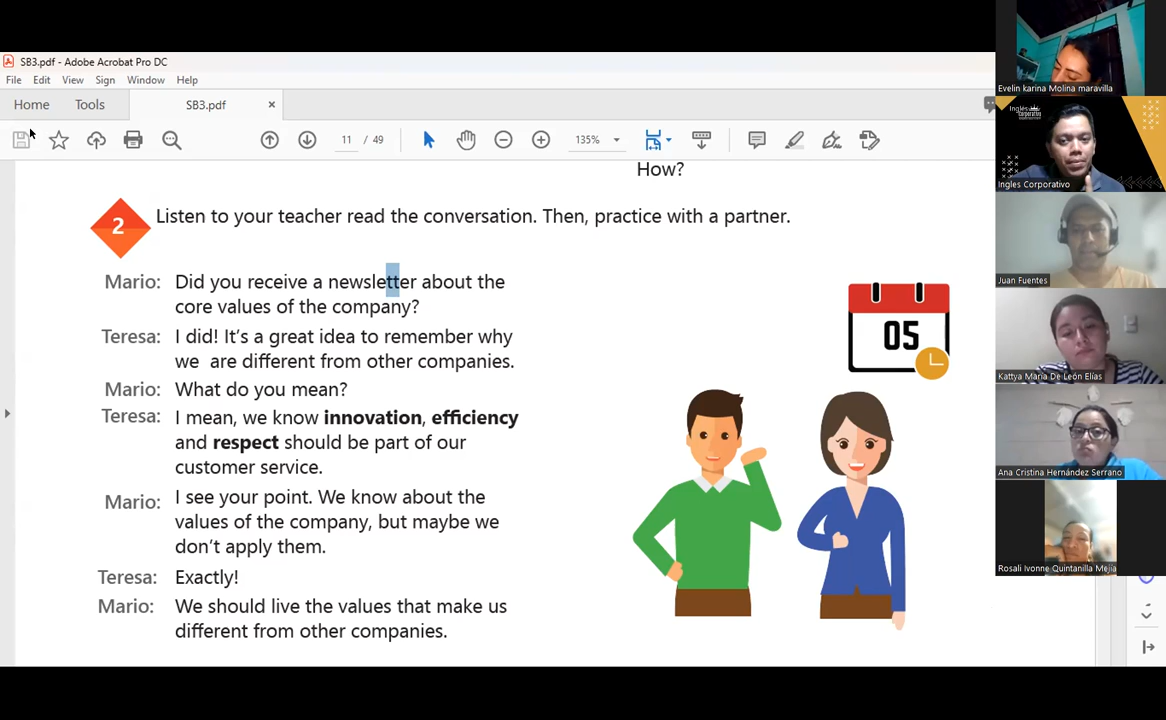 SB3.pdf - Adobe Acrobat Pro DC
File Edit View Sign Window Help
Home Tools SB3.pdf ×
11 / 49 135%
How?
2 Listen to your teacher read the conversation. Then, practice with a partner.
Mario: Did you receive a newsletter about the
core values of the company?
Teresa: I did! It's a great idea to remember why
we are different from other companies.
Mario: What do you mean?
Teresa: I mean, we know innovation, efficiency
and respect should be part of our
customer service.
Mario: I see your point. We know about the
values of the company, but maybe we
don't apply them.
Teresa: Exactly!
Mario: We should live the values that make us
different from other companies.
05
Evelin karina Molina maravilla
Inglés
Corporativo
Ingles Corporativo
Juan Fuentes
Kattya Maria De León Elías
Ana Cristina Hernández Serrano
Rosali Ivonne Quintanilla Mejía